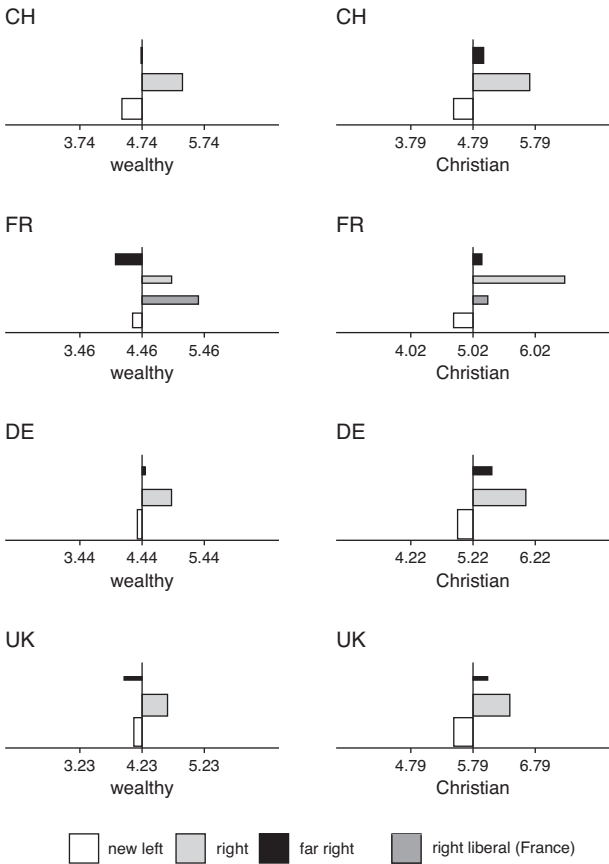 CH CH
3.74 4.74 5.74 3.79 4.79 5.79
wealthy Christian
FR FR
3.46 4.46 5.46 4.02 5.02 6.02
wealthy Christian
DE DE
3.44 4.44 5.44 4.22 5.22 6.22
wealthy Christian
UK UK
3.23 4.23 5.23 4.79 5.79 6.79
wealthy Christian
new left right far right right liberal (France)